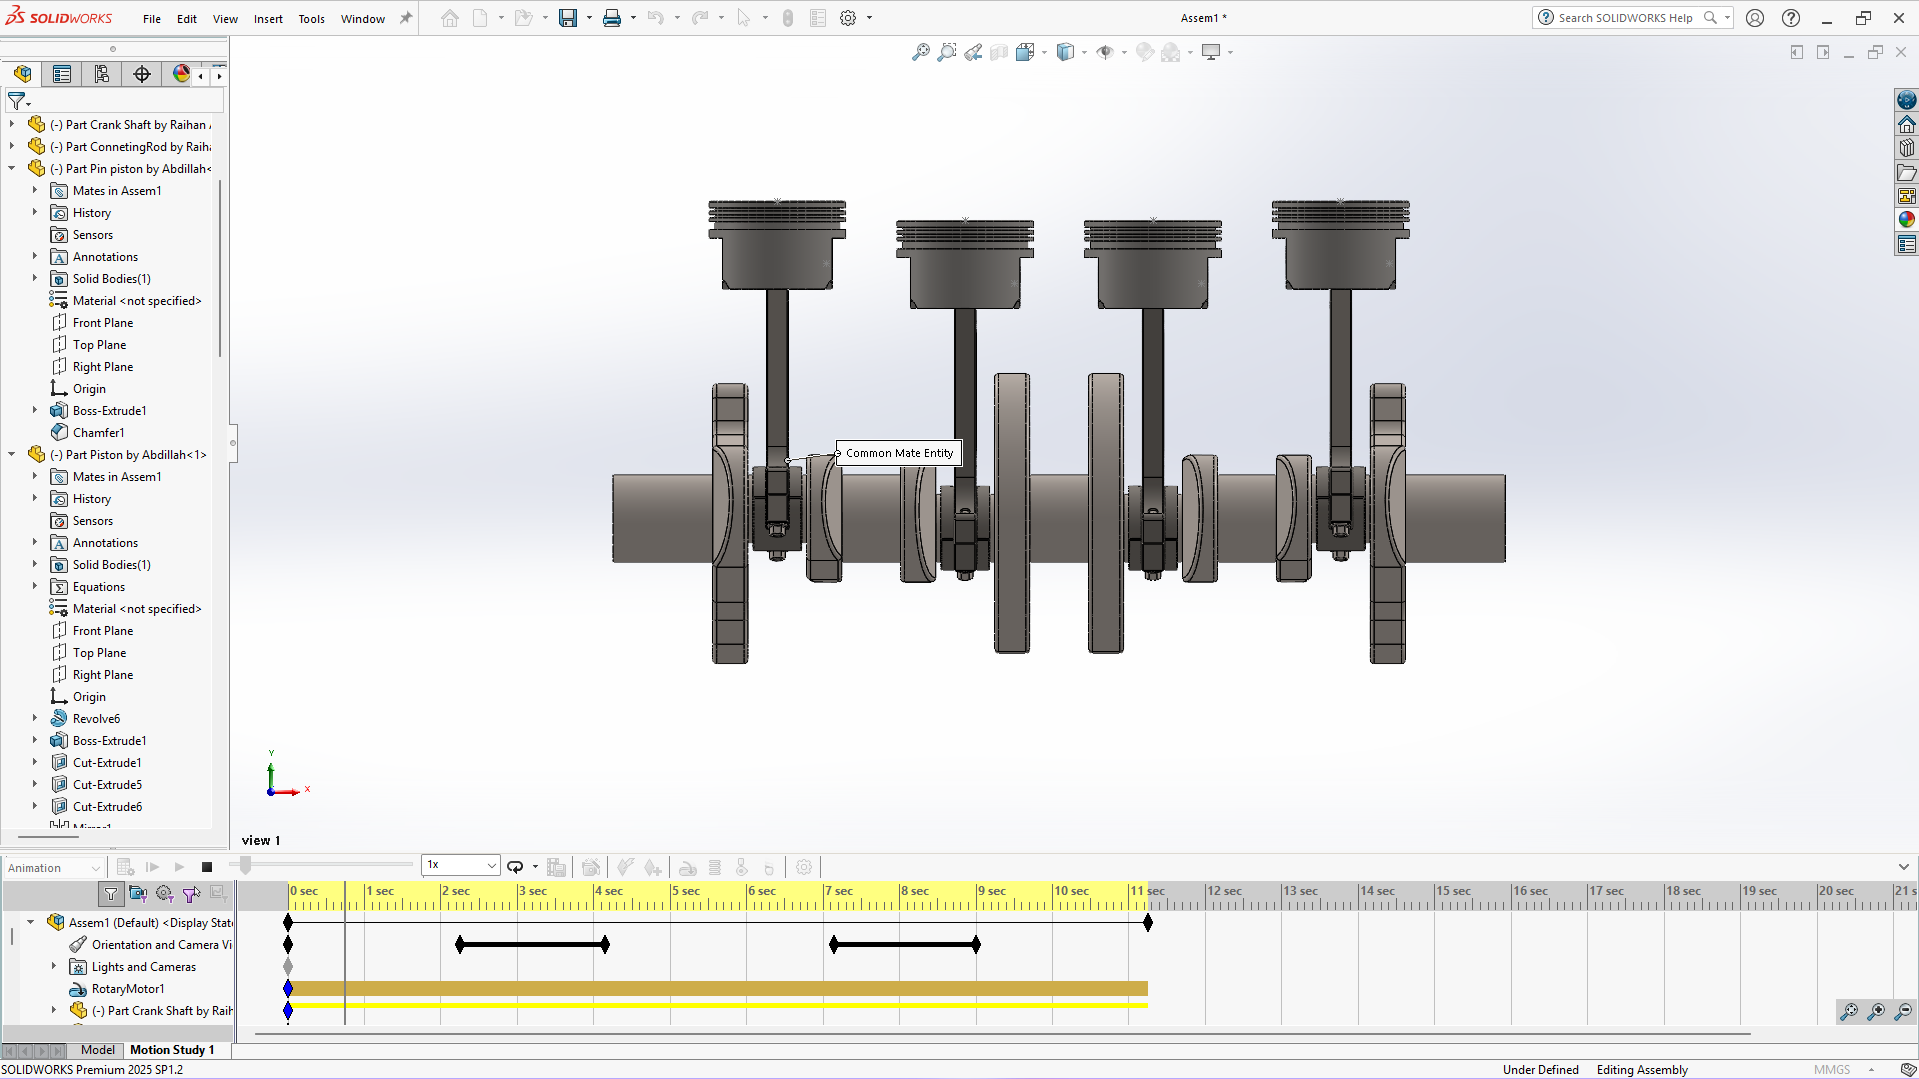 SOLIDWORKS
File Edit View Insert Tools Window
Assem1 *
Search SOLIDWORKS Help
(-) Part Crank Shaft by Raihan
(-) Part ConnetingRod by Raih
(-) Part Pin piston by Abdillah<
Mates in Assem1
History
Sensors
Annotations
Solid Bodies(1)
Material <not specified>
Front Plane
Top Plane
Right Plane
Origin
Boss-Extrude1
Chamfer1
(-) Part Piston by Abdillah<1>
Mates in Assem1
History
Sensors
Annotations
Solid Bodies(1)
Equations
Material <not specified>
Front Plane
Top Plane
Right Plane
Origin
Revolve6
Boss-Extrude1
Cut-Extrude1
Cut-Extrude5
Cut-Extrude6
Common Mate Entity
Y
X
view 1
Animation
1x
0 sec 1 sec 2 sec 3 sec 4 sec 5 sec 6 sec 7 sec 8 sec 9 sec 10 sec 11 sec 12 sec 13 sec 14 sec 15 sec 16 sec 17 sec 18 sec 19 sec 20 sec 21 s
Assem1 (Default) <Display State
Orientation and Camera Vi
Lights and Cameras
RotaryMotor1
(-) Part Crank Shaft by Raih
Model Motion Study 1
SOLIDWORKS Premium 2025 SP1.2
Under Defined Editing Assembly MMGS